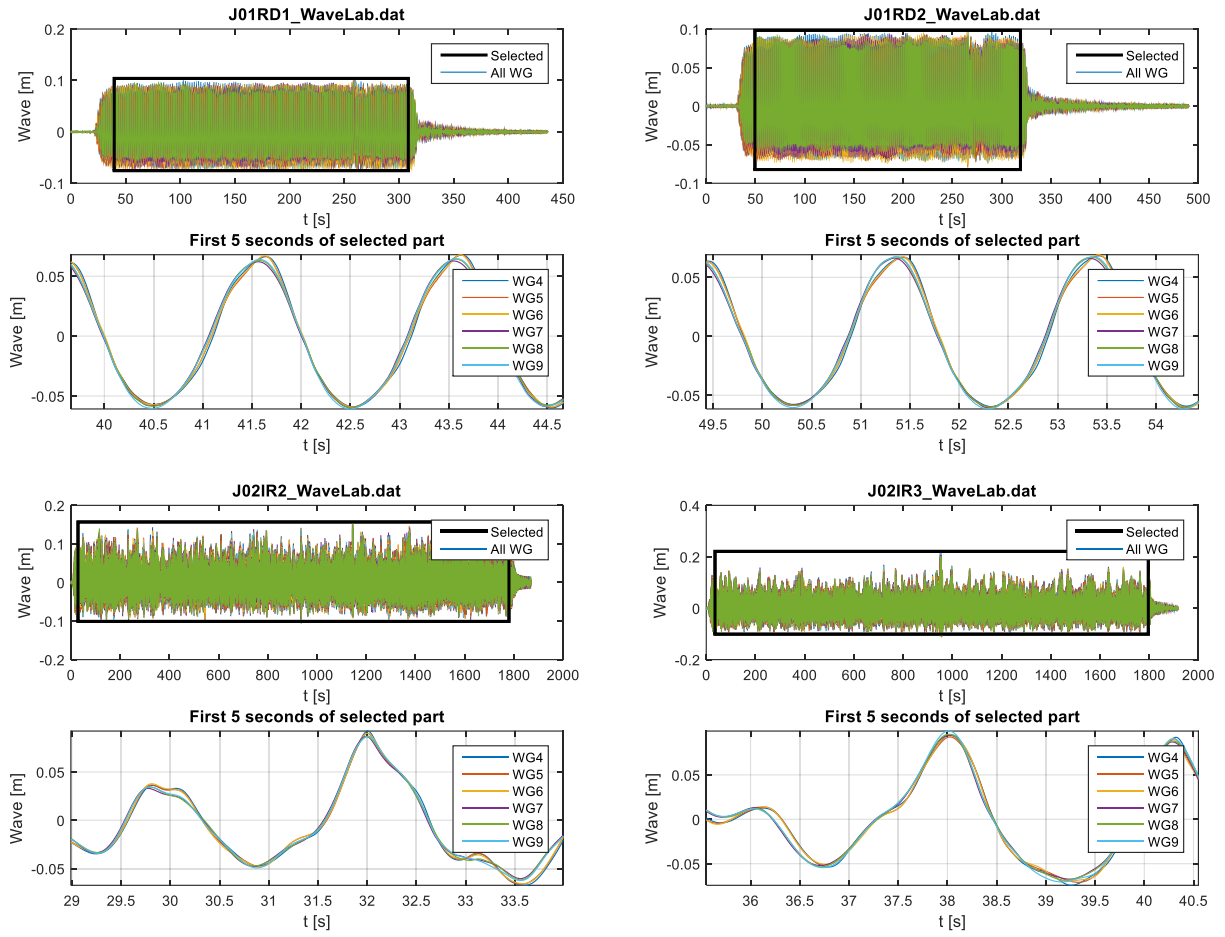 J01RD1_WaveLab.dat
0.2
0.1
0
-0.1
Wave [m]
Selected
All WG
0 50 100 150 200 250 300 350 400 450
t [s]
J01RD2_WaveLab.dat
0.1
0.05
0
-0.05
-0.1
Wave [m]
Selected
All WG
0 50 100 150 200 250 300 350 400 450 500
t [s]
First 5 seconds of selected part
0.05
0
-0.05
Wave [m]
WG4
WG5
WG6
WG7
WG8
WG9
40 40.5 41 41.5 42 42.5 43 43.5 44 44.5
t [s]
First 5 seconds of selected part
0.05
0
-0.05
Wave [m]
WG4
WG5
WG6
WG7
WG8
WG9
49.5 50 50.5 51 51.5 52 52.5 53 53.5 54
t [s]
J02IR2_WaveLab.dat
0.2
0.1
0
-0.1
-0.2
Wave [m]
Selected
All WG
0 200 400 600 800 1000 1200 1400 1600 1800 2000
t [s]
J02IR3_WaveLab.dat
0.4
0.2
0
-0.2
Wave [m]
Selected
All WG
0 200 400 600 800 1000 1200 1400 1600 1800 2000
t [s]
First 5 seconds of selected part
0.05
0
-0.05
Wave [m]
WG4
WG5
WG6
WG7
WG8
WG9
29 29.5 30 30.5 31 31.5 32 32.5 33 33.5
t [s]
First 5 seconds of selected part
0.05
0
-0.05
Wave [m]
WG4
WG5
WG6
WG7
WG8
WG9
36 36.5 37 37.5 38 38.5 39 39.5 40 40.5
t [s]